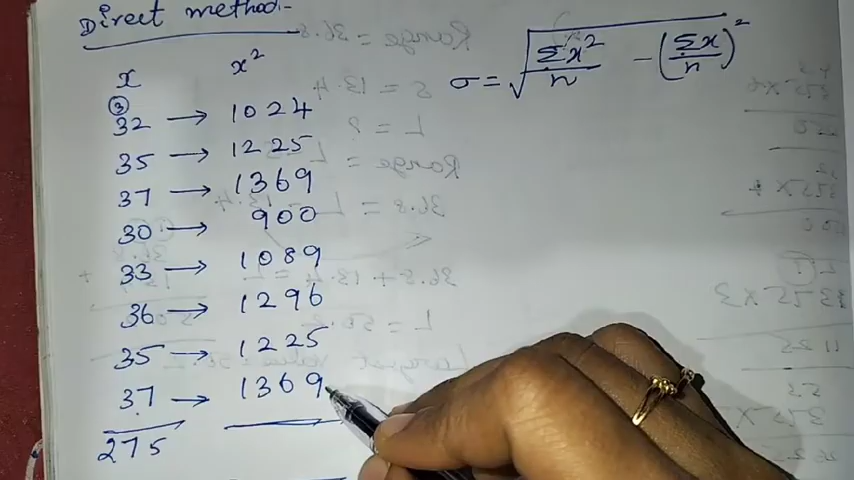 Direct method:-
x x²
③
32 → 1024
35 → 1225
37 → 1369
30 → 900
33 → 1089
36 → 1296
35 → 1225
37 → 1369
275
σ = √(Σx²/n - (Σx/n)²)